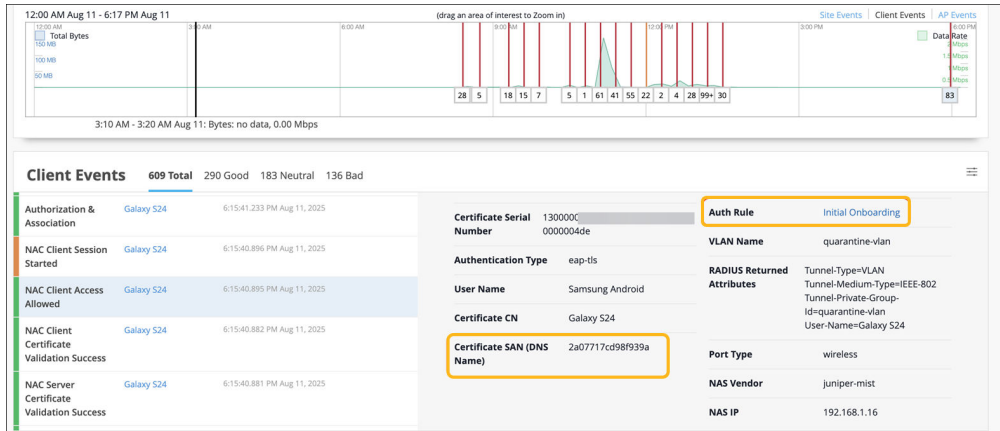 12:00 AM Aug 11 - 6:17 PM Aug 11
(drag an area of interest to Zoom in)
Site Events Client Events AP Events
12:00 AM 6:00 AM 9:00 AM 12:00 PM 3:00 PM 6:00 PM
Total Bytes
Data Rate
150 MB
100 MB
50 MB
2 Mbps
1.5 Mbps
1 Mbps
0.5 Mbps
28 5 18 15 7 5 1 61 41 55 22 2 4 28 99+ 30 83
3:10 AM - 3:20 AM Aug 11: Bytes: no data, 0.00 Mbps
Client Events 609 Total 290 Good 183 Neutral 136 Bad
Authorization & Association Galaxy S24 6:15:41.233 PM Aug 11, 2025
NAC Client Session Started Galaxy S24 6:15:40.896 PM Aug 11, 2025
NAC Client Access Allowed Galaxy S24 6:15:40.895 PM Aug 11, 2025
NAC Client Certificate Validation Success Galaxy S24 6:15:40.882 PM Aug 11, 2025
NAC Server Certificate Validation Success Galaxy S24 6:15:40.881 PM Aug 11, 2025
Certificate Serial Number 1300000 0000004de
Authentication Type eap-tls
User Name Samsung Android
Certificate CN Galaxy S24
Certificate SAN (DNS Name) 2a07717cd98f939a
Auth Rule Initial Onboarding
VLAN Name quarantine-vlan
RADIUS Returned Attributes Tunnel-Type=VLAN
Tunnel-Medium-Type=IEEE-802
Tunnel-Private-Group-
Id=quarantine-vlan
User-Name=Galaxy S24
Port Type wireless
NAS Vendor juniper-mist
NAS IP 192.168.1.16